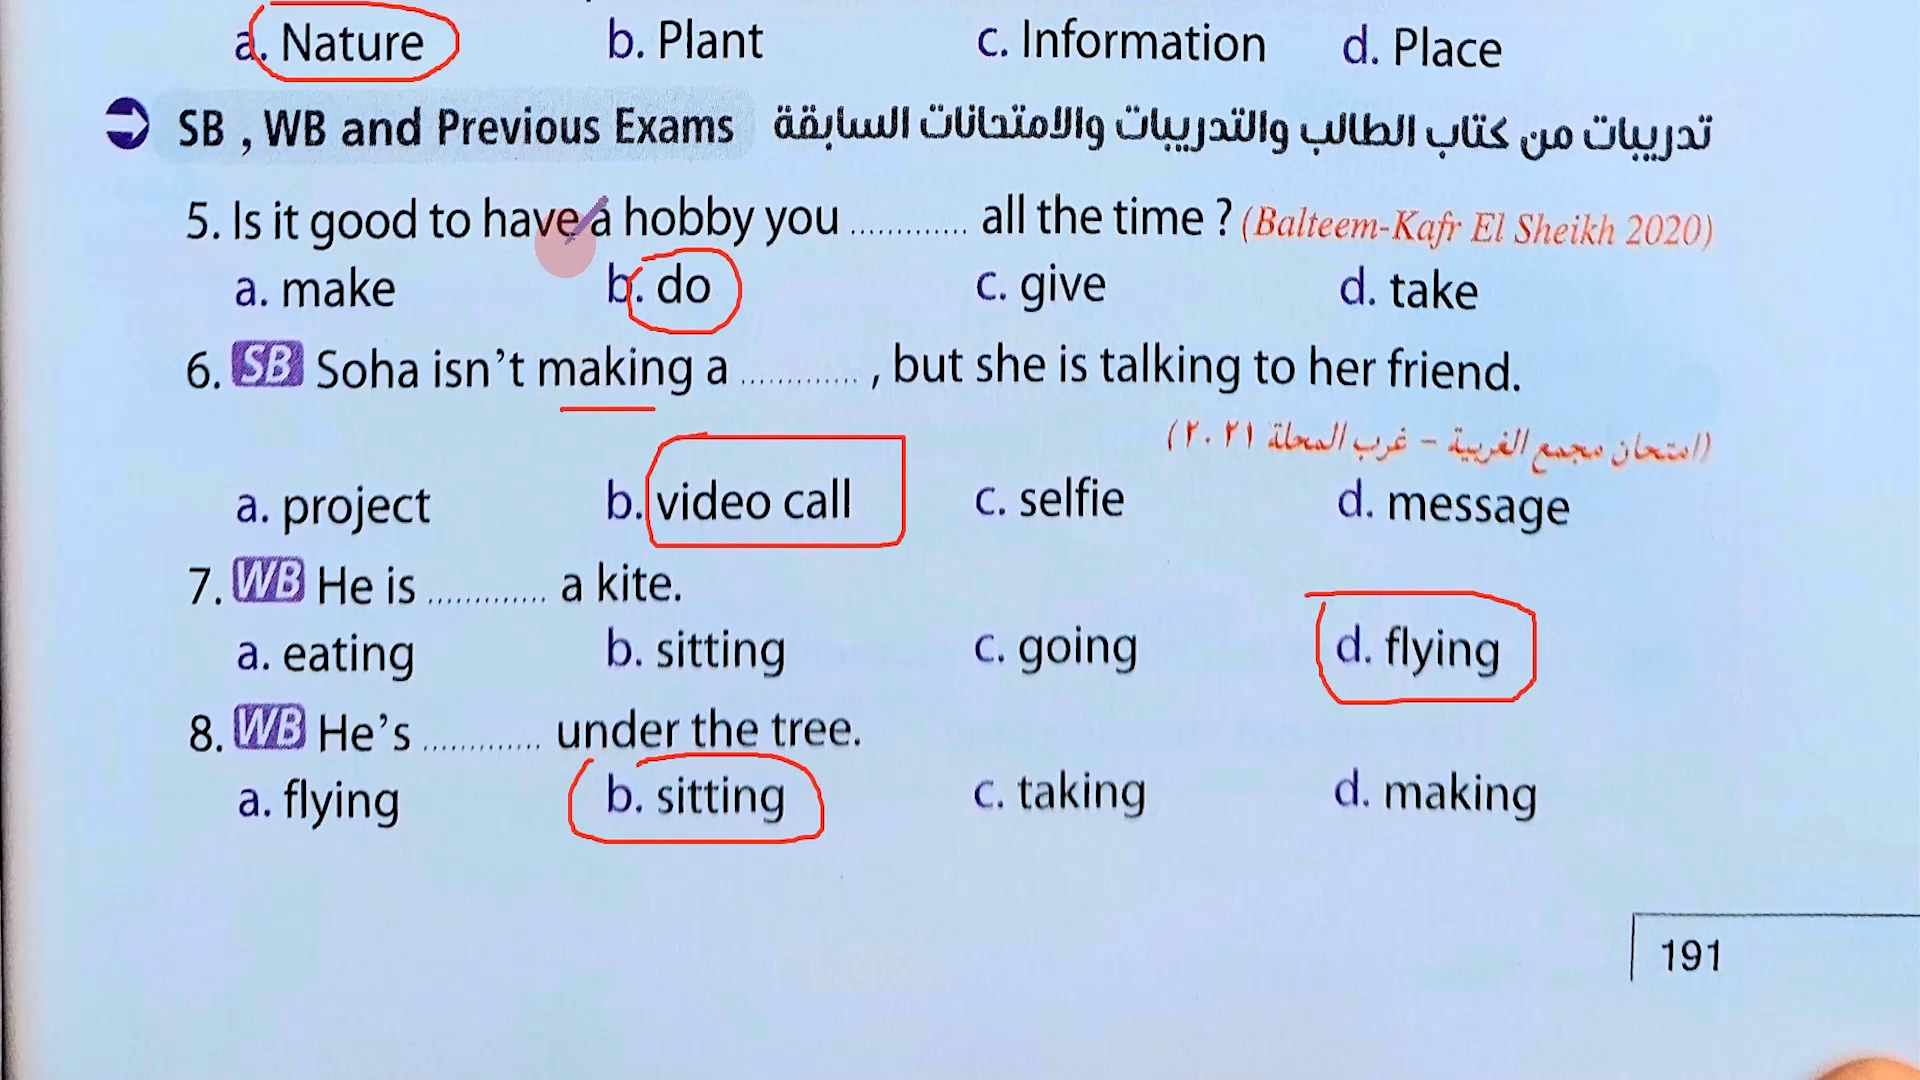 a. Nature b. Plant c. Information d. Place
SB , WB and Previous Exams تدريبات من كتاب الطالب والتدريبات والامتحانات السابقة
5. Is it good to have a hobby you ............. all the time ? (Balteem-Kafr El Sheikh 2020)
a. make b. do c. give d. take
6. SB Soha isn't making a ............. , but she is talking to her friend.
(امتحان مجمع الغربية – غرب المحلة ٢٠٢١)
a. project b. video call c. selfie d. message
7. WB He is ............. a kite.
a. eating b. sitting c. going d. flying
8. WB He's ............. under the tree.
a. flying b. sitting c. taking d. making
191